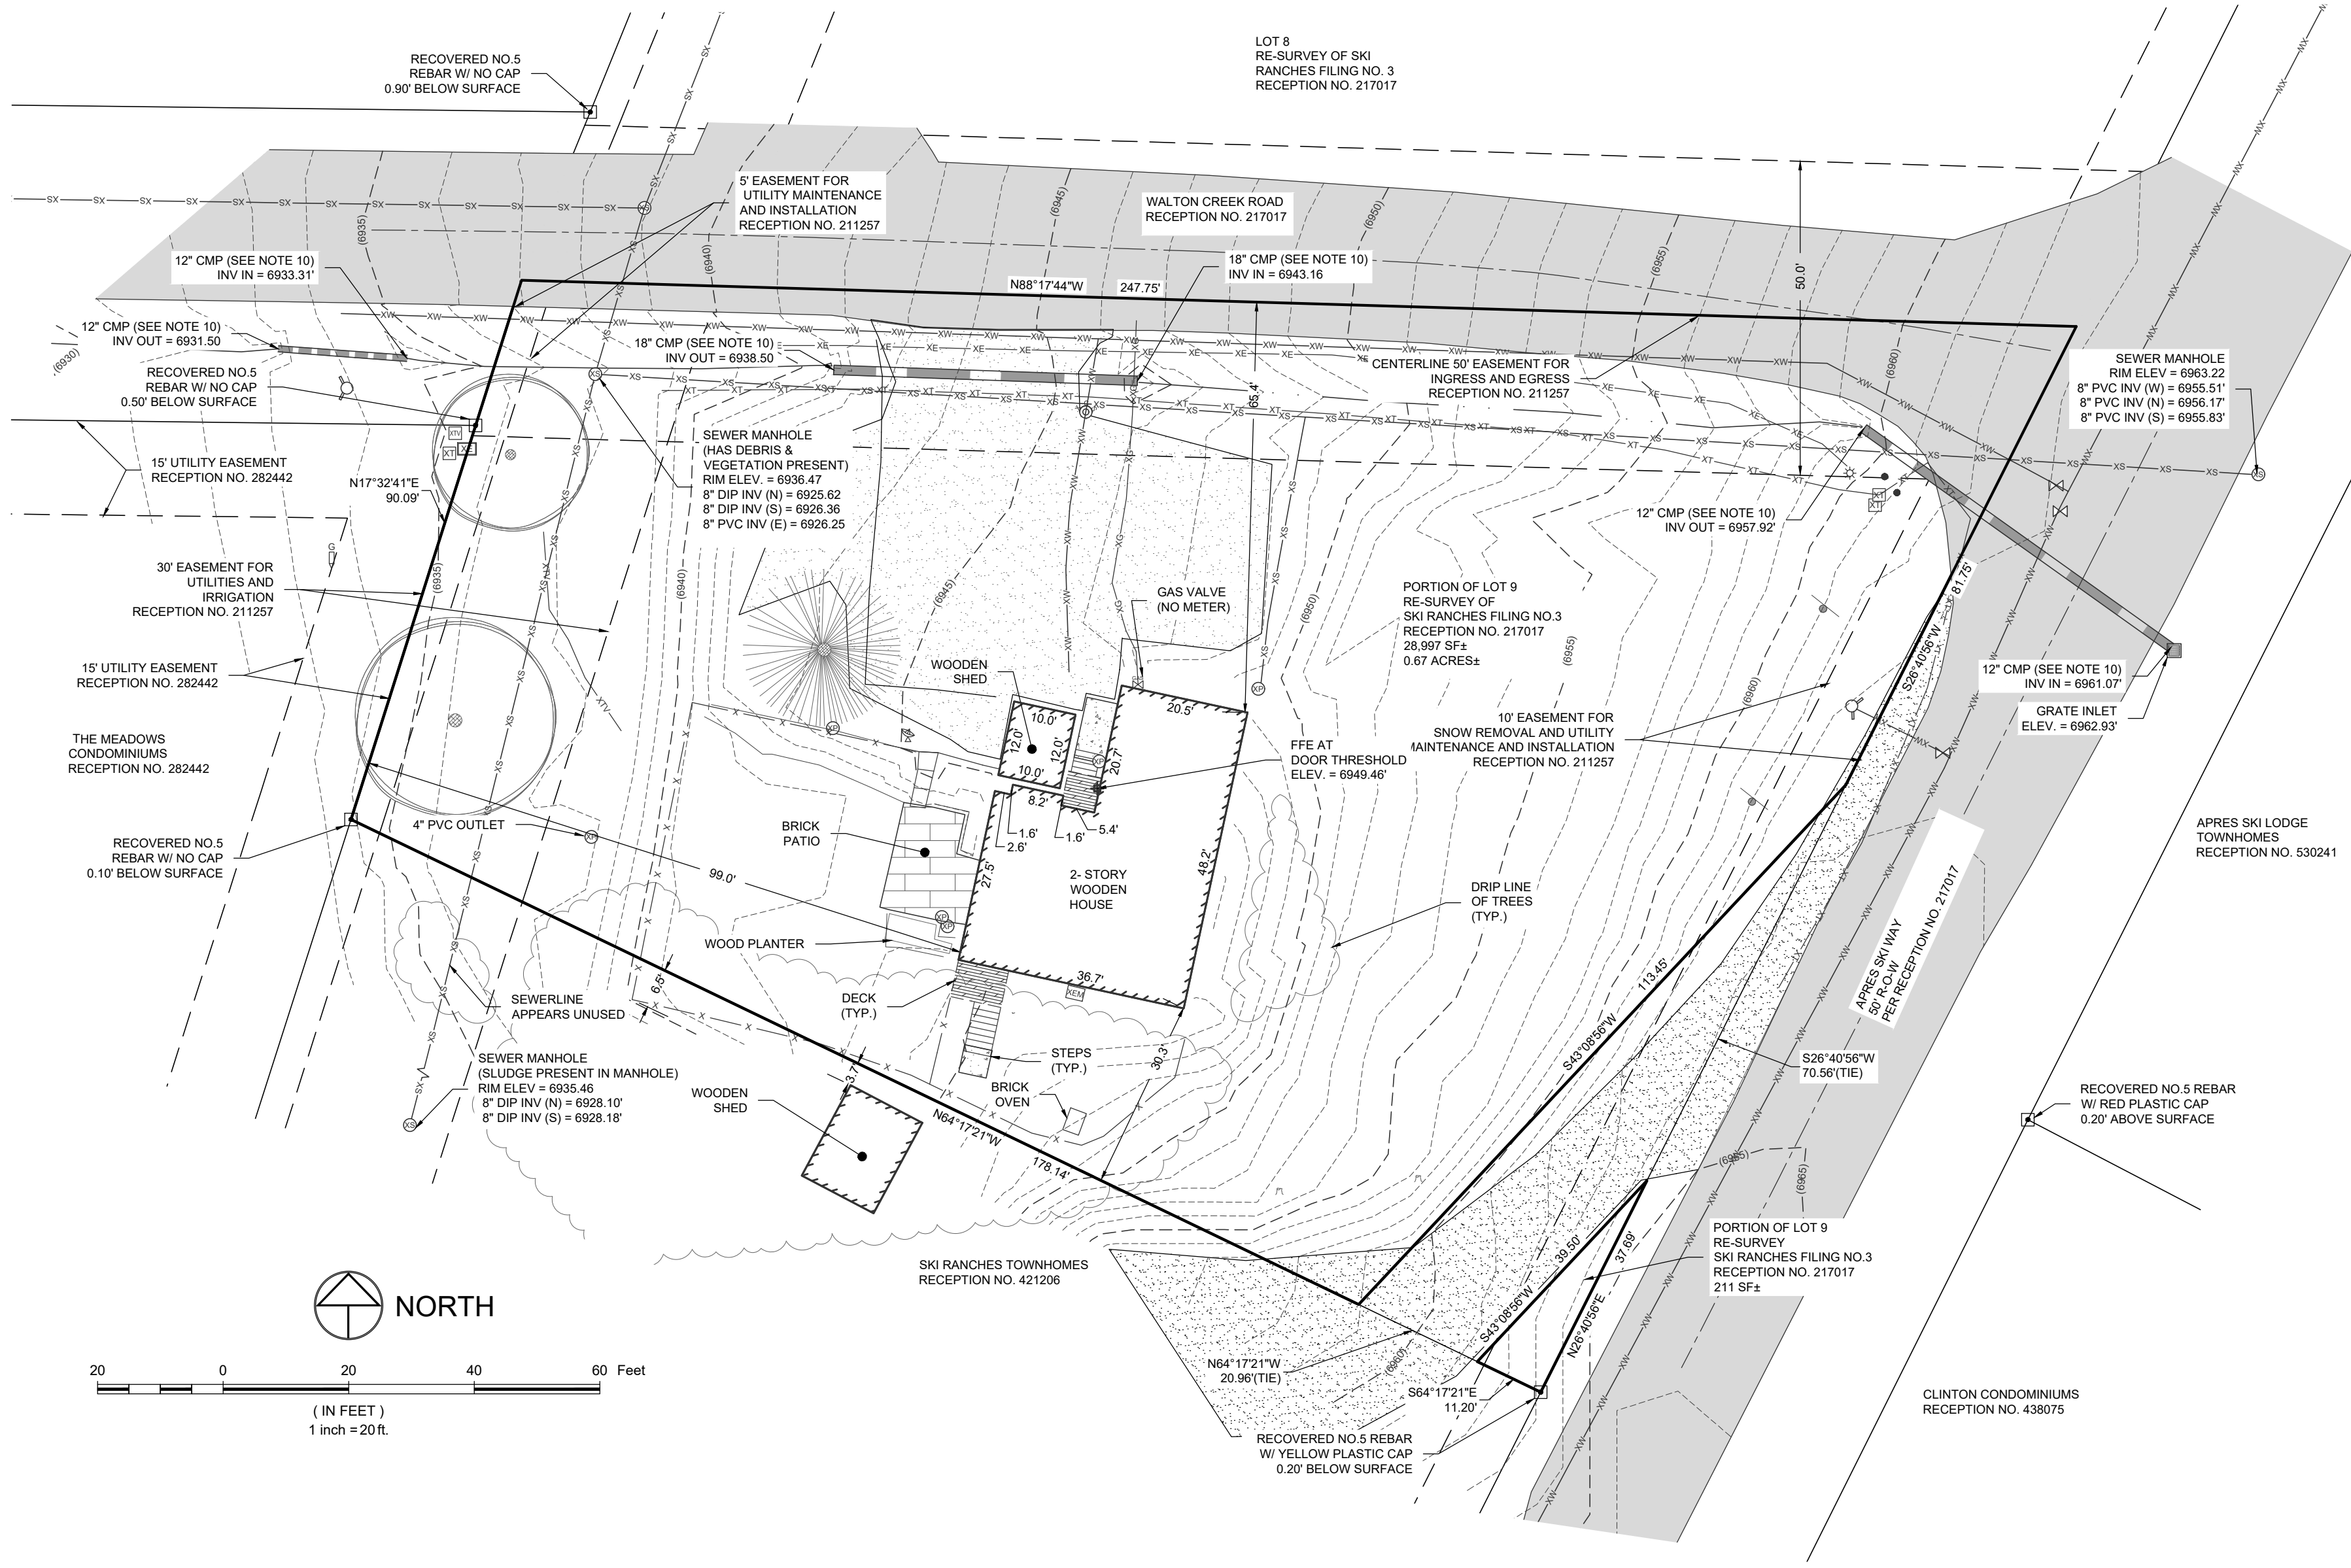 LOT 8
RE-SURVEY OF SKI
RANCHES FILING NO. 3
RECEPTION NO. 217017
RECOVERED NO.5
REBAR W/ NO CAP
0.90' BELOW SURFACE
5' EASEMENT FOR
UTILITY MAINTENANCE
AND INSTALLATION
RECEPTION NO. 211257
WALTON CREEK ROAD
RECEPTION NO. 217017
(6935)
(6940)
(6945)
(6950)
(6955)
50.0'
12" CMP (SEE NOTE 10)
INV IN = 6933.31'
18" CMP (SEE NOTE 10)
INV IN = 6943.16
N88°17'44"W
247.75'
12" CMP (SEE NOTE 10)
INV OUT = 6931.50
(6930)
18" CMP (SEE NOTE 10)
INV OUT = 6938.50
RECOVERED NO.5
REBAR W/ NO CAP
0.50' BELOW SURFACE
CENTERLINE 50' EASEMENT FOR
INGRESS AND EGRESS
RECEPTION NO. 211257
65.4'
(6960)
SEWER MANHOLE
RIM ELEV = 6963.22
8" PVC INV (W) = 6955.51'
8" PVC INV (N) = 6956.17'
8" PVC INV (S) = 6955.83'
SEWER MANHOLE
(HAS DEBRIS &
VEGETATION PRESENT)
RIM ELEV. = 6936.47
8" DIP INV (N) = 6925.62
8" DIP INV (S) = 6926.36
8" PVC INV (E) = 6926.25
XTV
XT
XE
15' UTILITY EASEMENT
RECEPTION NO. 282442
N17°32'41"E
90.09'
12" CMP (SEE NOTE 10)
INV OUT = 6957.92'
XT
XT
G
30' EASEMENT FOR
UTILITIES AND
IRRIGATION
RECEPTION NO. 211257
(6935)
(6940)
(6945)
GAS VALVE
(NO METER)
(6950)
PORTION OF LOT 9
RE-SURVEY OF
SKI RANCHES FILING NO.3
RECEPTION NO. 217017
28,997 SF±
0.67 ACRES±
(6955)
81.75'
S26°40'56"W
15' UTILITY EASEMENT
RECEPTION NO. 282442
WOODEN
SHED
(6960)
12" CMP (SEE NOTE 10)
INV IN = 6961.07'
GRATE INLET
ELEV. = 6962.93'
10.0'
12.0'
12.0'
10.0'
20.5'
20.7'
10' EASEMENT FOR
SNOW REMOVAL AND UTILITY
MAINTENANCE AND INSTALLATION
RECEPTION NO. 211257
FFE AT
DOOR THRESHOLD
ELEV. = 6949.46'
THE MEADOWS
CONDOMINIUMS
RECEPTION NO. 282442
8.2'
1.6'
2.6'
1.6'
5.4'
4" PVC OUTLET
BRICK
PATIO
RECOVERED NO.5
REBAR W/ NO CAP
0.10' BELOW SURFACE
99.0'
27.5'
48.2'
2- STORY
WOODEN
HOUSE
APRES SKI LODGE
TOWNHOMES
RECEPTION NO. 530241
DRIP LINE
OF TREES
(TYP.)
WOOD PLANTER
APRES SKI WAY
50' R-O-W
PER RECEPTION NO. 217017
36.7'
XEM
6.5'
113.45'
SEWERLINE
APPEARS UNUSED
DECK
(TYP.)
S43°08'56"W
SEWER MANHOLE
(SLUDGE PRESENT IN MANHOLE)
RIM ELEV = 6935.46
8" DIP INV (N) = 6928.10'
8" DIP INV (S) = 6928.18'
STEPS
(TYP.)
BRICK
OVEN
30.3'
3.7'
WOODEN
SHED
S26°40'56"W
70.56'(TIE)
RECOVERED NO.5 REBAR
W/ RED PLASTIC CAP
0.20' ABOVE SURFACE
N64°17'21"W
178.14'
(6965)
SKI RANCHES TOWNHOMES
RECEPTION NO. 421206
39.50'
37.69'
PORTION OF LOT 9
RE-SURVEY
SKI RANCHES FILING NO.3
RECEPTION NO. 217017
211 SF±
NORTH
S43°08'56"W
N26°40'56"E
(6960)
N64°17'21"W
20.96'(TIE)
S64°17'21"E
11.20'
20 0 20 40 60 Feet
( IN FEET )
1 inch = 20 ft.
CLINTON CONDOMINIUMS
RECEPTION NO. 438075
RECOVERED NO.5 REBAR
W/ YELLOW PLASTIC CAP
0.20' BELOW SURFACE